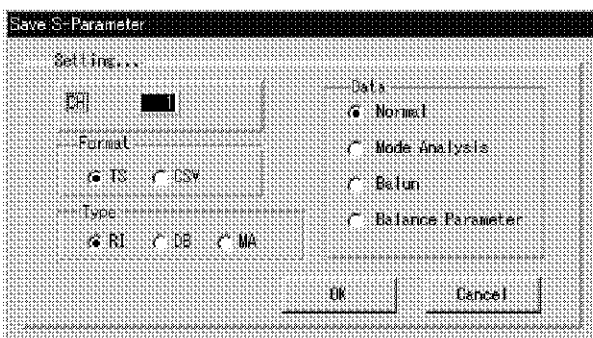 Save S-Parameter
Setting...
CH 1
Format
TS CSV
Type
RI DB MA
Data
Normal
Mode Analysis
Balun
Balance Parameter
OK Cancel